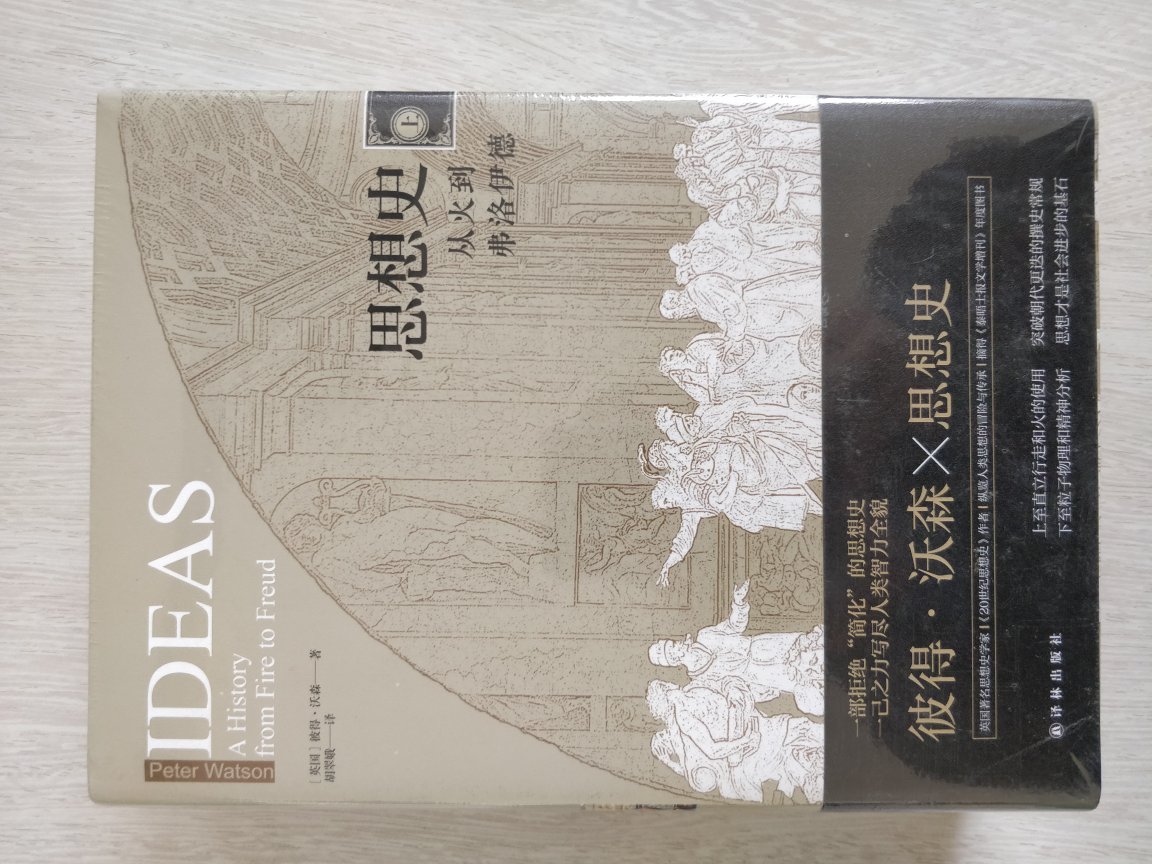 IDEAS
A History
from Fire to Freud
Peter Watson
[英国] 彼得·沃森——著
胡翠娥——译
思想史
上
从火到
弗洛伊德
一部拒绝“简化”的思想史
一己之力写尽人类智力全貌
彼得·沃森×思想史
英国著名思想史学家|《20世纪思想史》作者|纵览人类思想的冒险与传承|摘得《泰晤士报文学增刊》年度图书
上至直立行走和火的使用 突破朝代更迭的撰史常规
下至粒子物理和精神分析 思想才是社会进步的基石
译林出版社